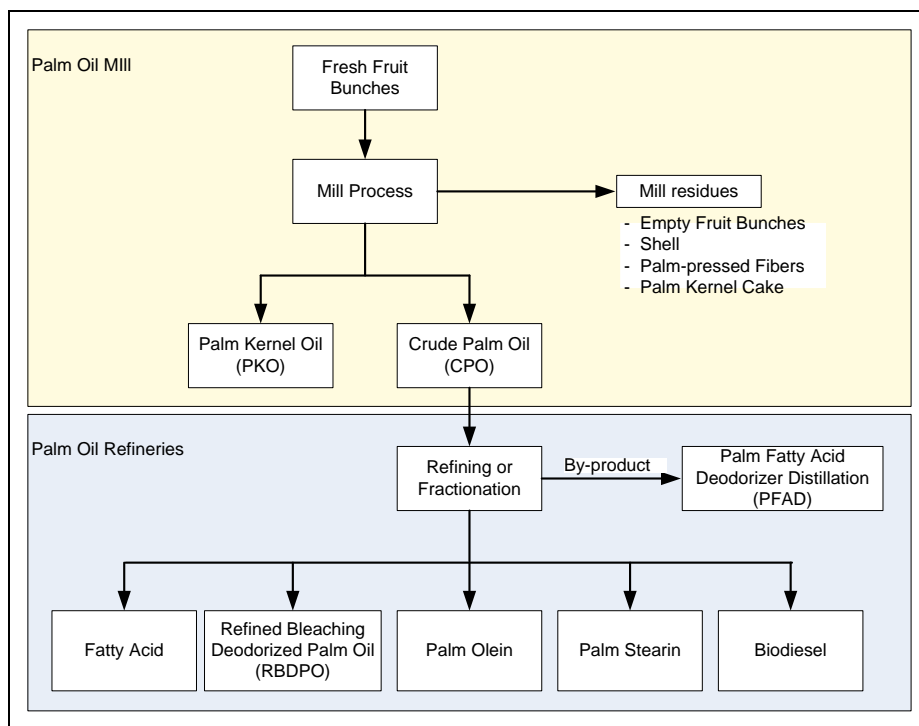 Palm Oil MIll
Fresh Fruit
Bunches
Mill Process
Mill residues
- Empty Fruit Bunches
- Shell
- Palm-pressed Fibers
- Palm Kernel Cake
Palm Kernel Oil
(PKO)
Crude Palm Oil
(CPO)
Palm Oil Refineries
Refining or
Fractionation
By-product
Palm Fatty Acid
Deodorizer Distillation
(PFAD)
Fatty Acid
Refined Bleaching
Deodorized Palm Oil
(RBDPO)
Palm Olein
Palm Stearin
Biodiesel